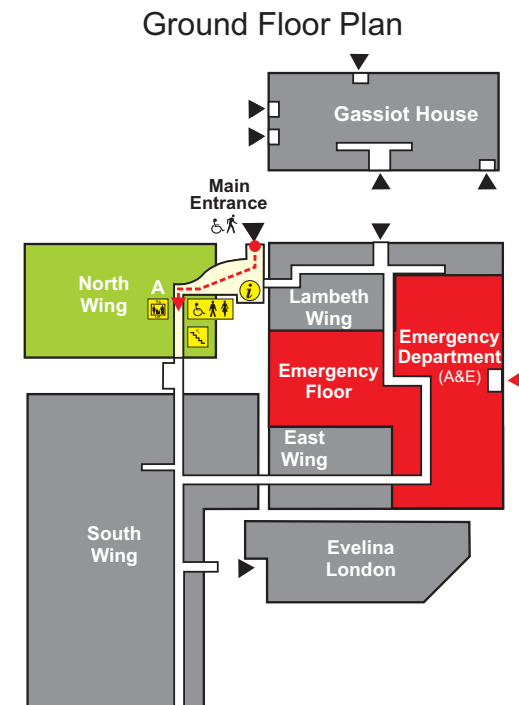 Ground Floor Plan
Gassiot House
Main
Entrance
North
Wing
A
i
Lambeth
Wing
Emergency
Department
(A&E)
Emergency
Floor
East
Wing
South
Wing
Evelina
London